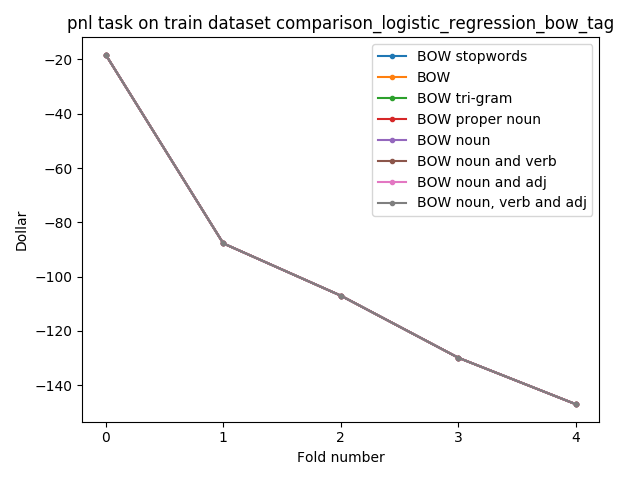 pnl task on train dataset comparison_logistic_regression_bow_tag
BOW stopwords
BOW
BOW tri-gram
BOW proper noun
BOW noun
BOW noun and verb
BOW noun and adj
BOW noun, verb and adj
Dollar
−20
−40
−60
−80
−100
−120
−140
0 1 2 3 4
Fold number